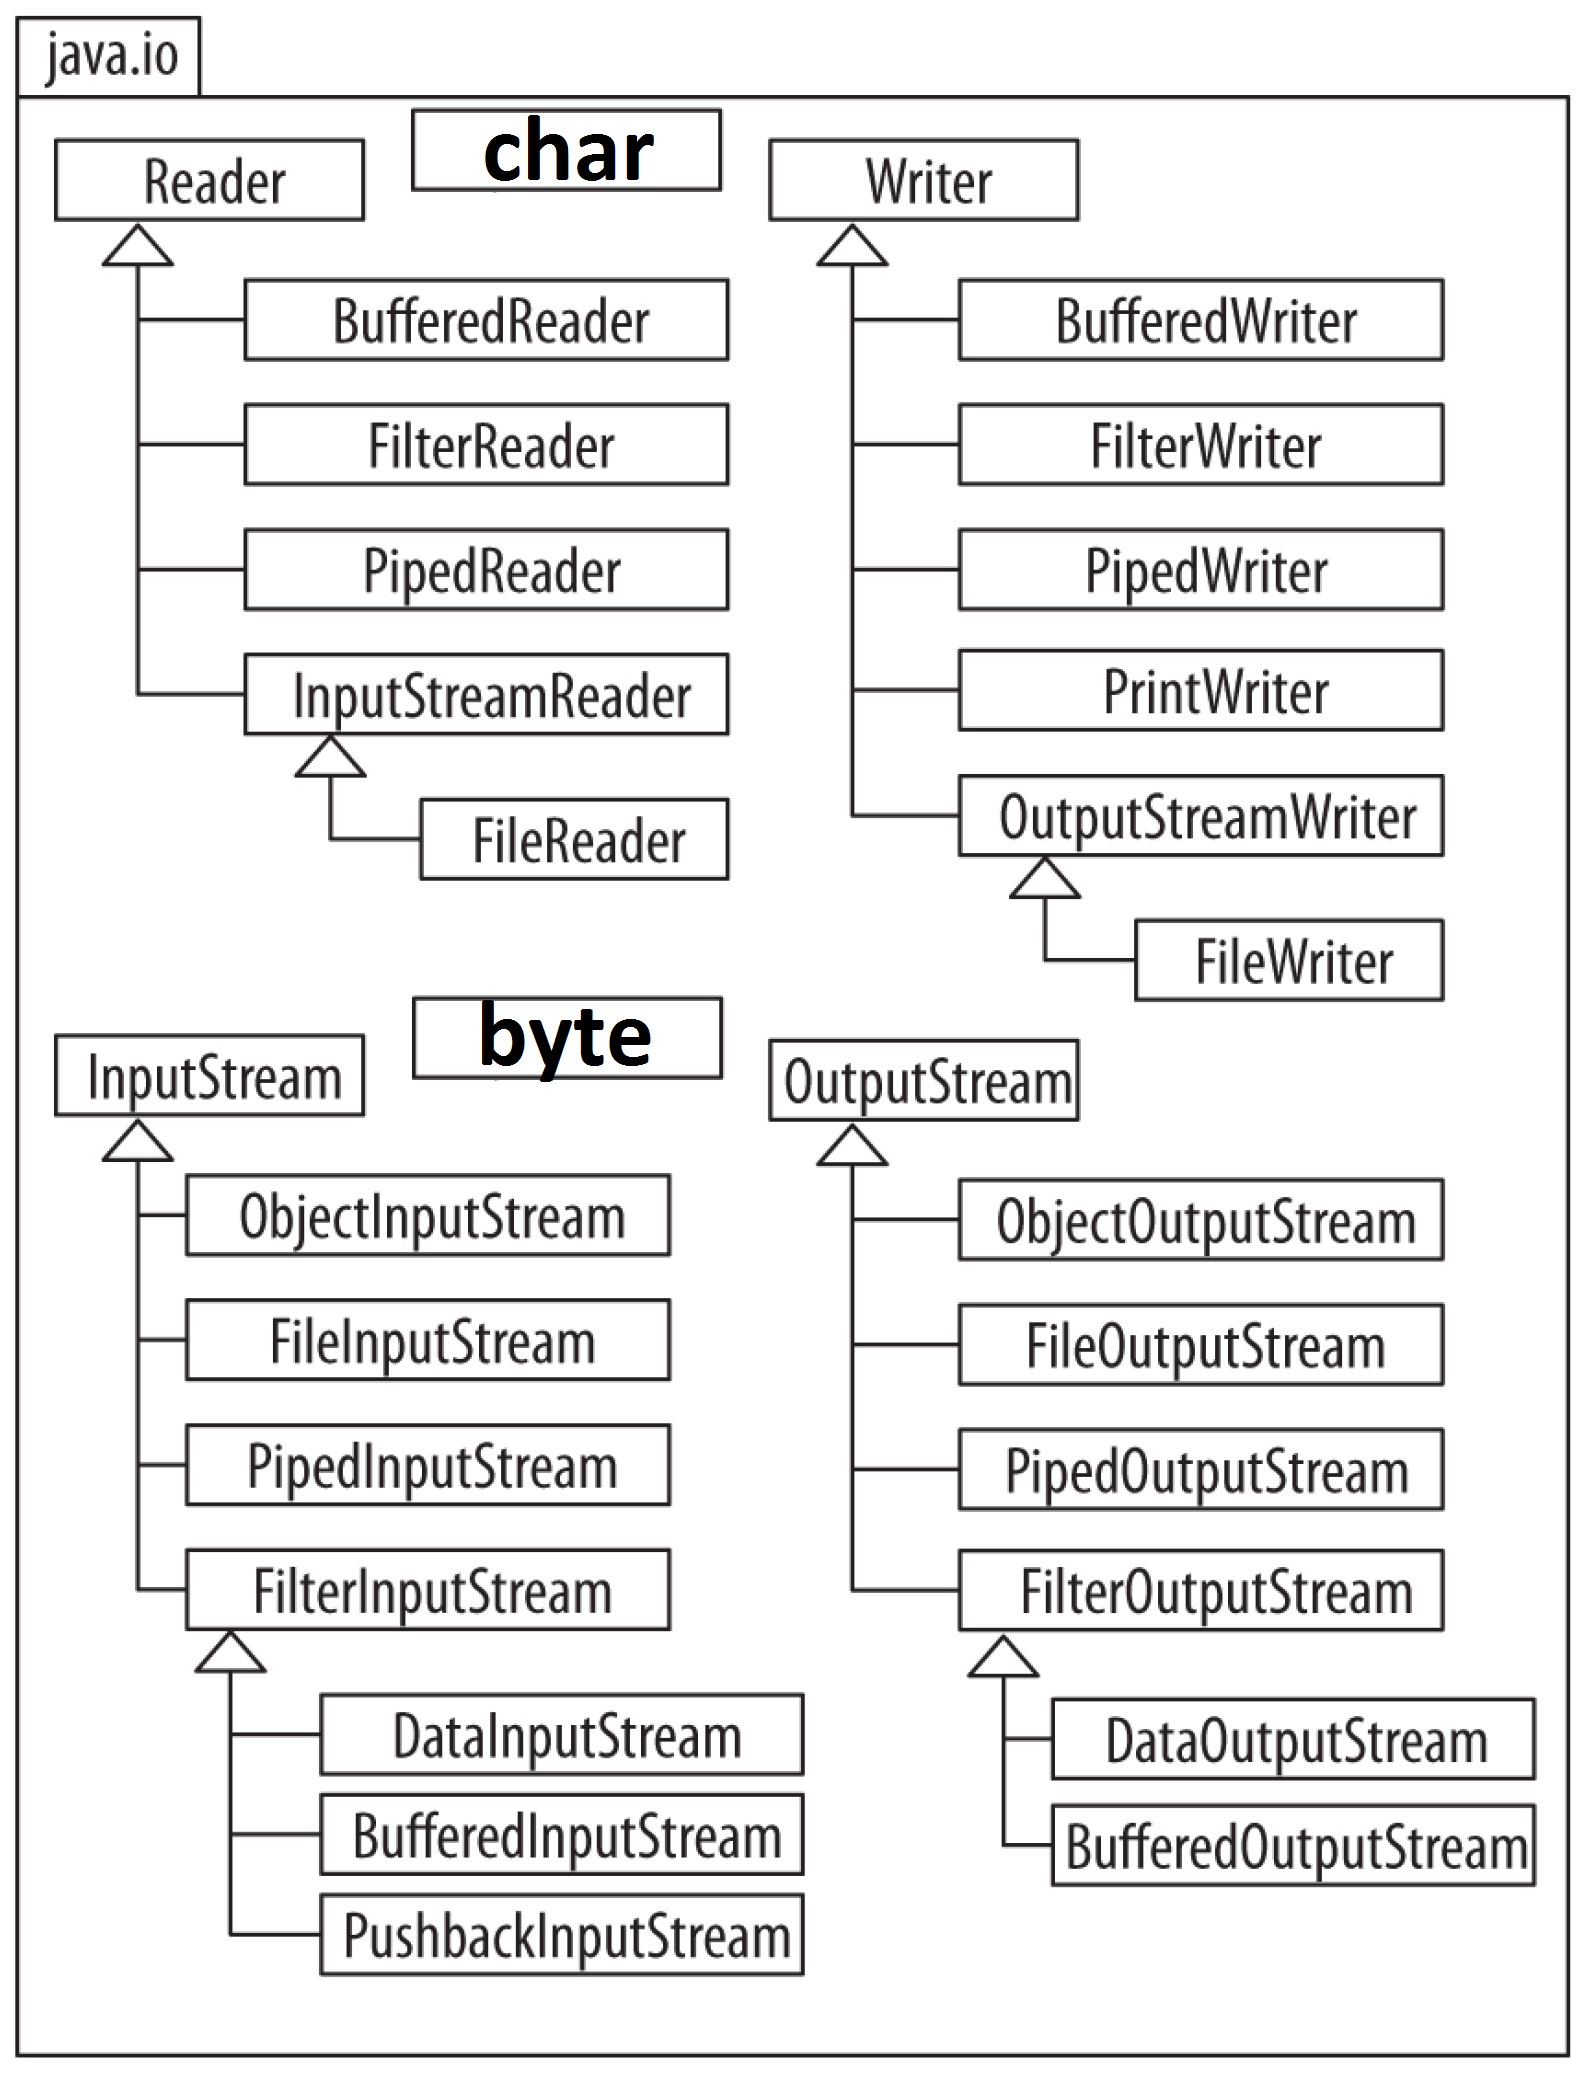 java.io
char
Reader
BufferedReader
FilterReader
PipedReader
InputStreamReader
FileReader
Writer
BufferedWriter
FilterWriter
PipedWriter
PrintWriter
OutputStreamWriter
FileWriter
byte
InputStream
ObjectInputStream
FileInputStream
PipedInputStream
FilterInputStream
DataInputStream
BufferedInputStream
PushbackInputStream
OutputStream
ObjectOutputStream
FileOutputStream
PipedOutputStream
FilterOutputStream
DataOutputStream
BufferedOutputStream